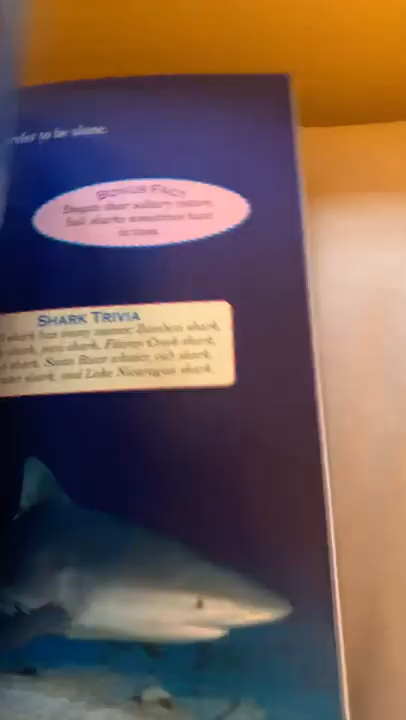 prefer to be alone.
BONUS FACT
Despite their solitary nature,
bull sharks sometimes hunt
in
SHARK TRIVIA
shark has many names: Zambezi shark,
shark, Fitzroy Creek shark,
shark, Swan River whaler, cub shark,
shark, and Lake Nicaragua shark.